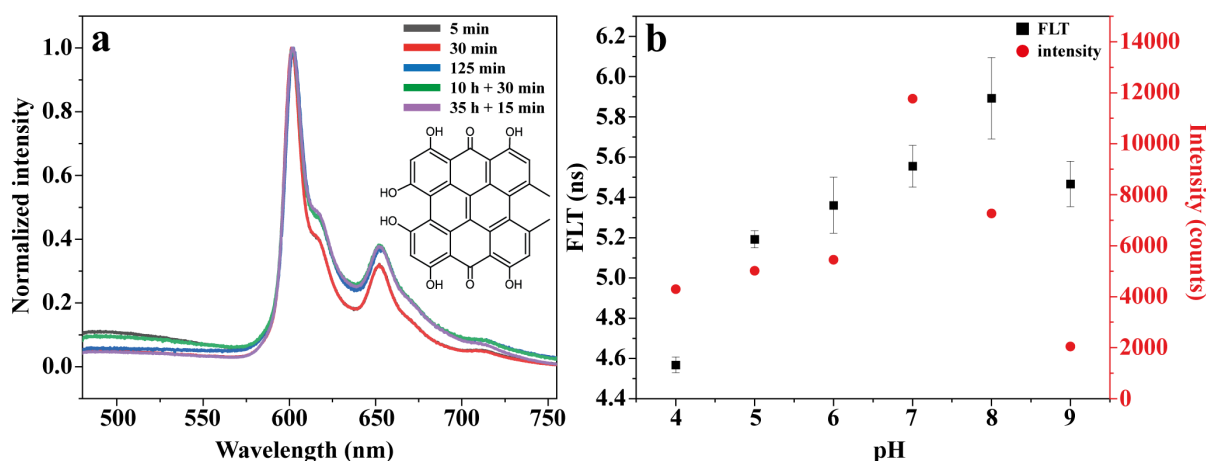 a
5 min
30 min
125 min
10 h + 30 min
35 h + 15 min
OH O OH
HO
HO
OH O OH
Normalized intensity
1.0
0.8
0.6
0.4
0.2
0.0
500 550 600 650 700 750
Wavelength (nm)
b
FLT
intensity
FLT (ns)
6.2
6.0
5.8
5.6
5.4
5.2
5.0
4.8
4.6
4.4
4 5 6 7 8 9
pH
14000
12000
10000
8000
6000
4000
2000
0
Intensity (counts)